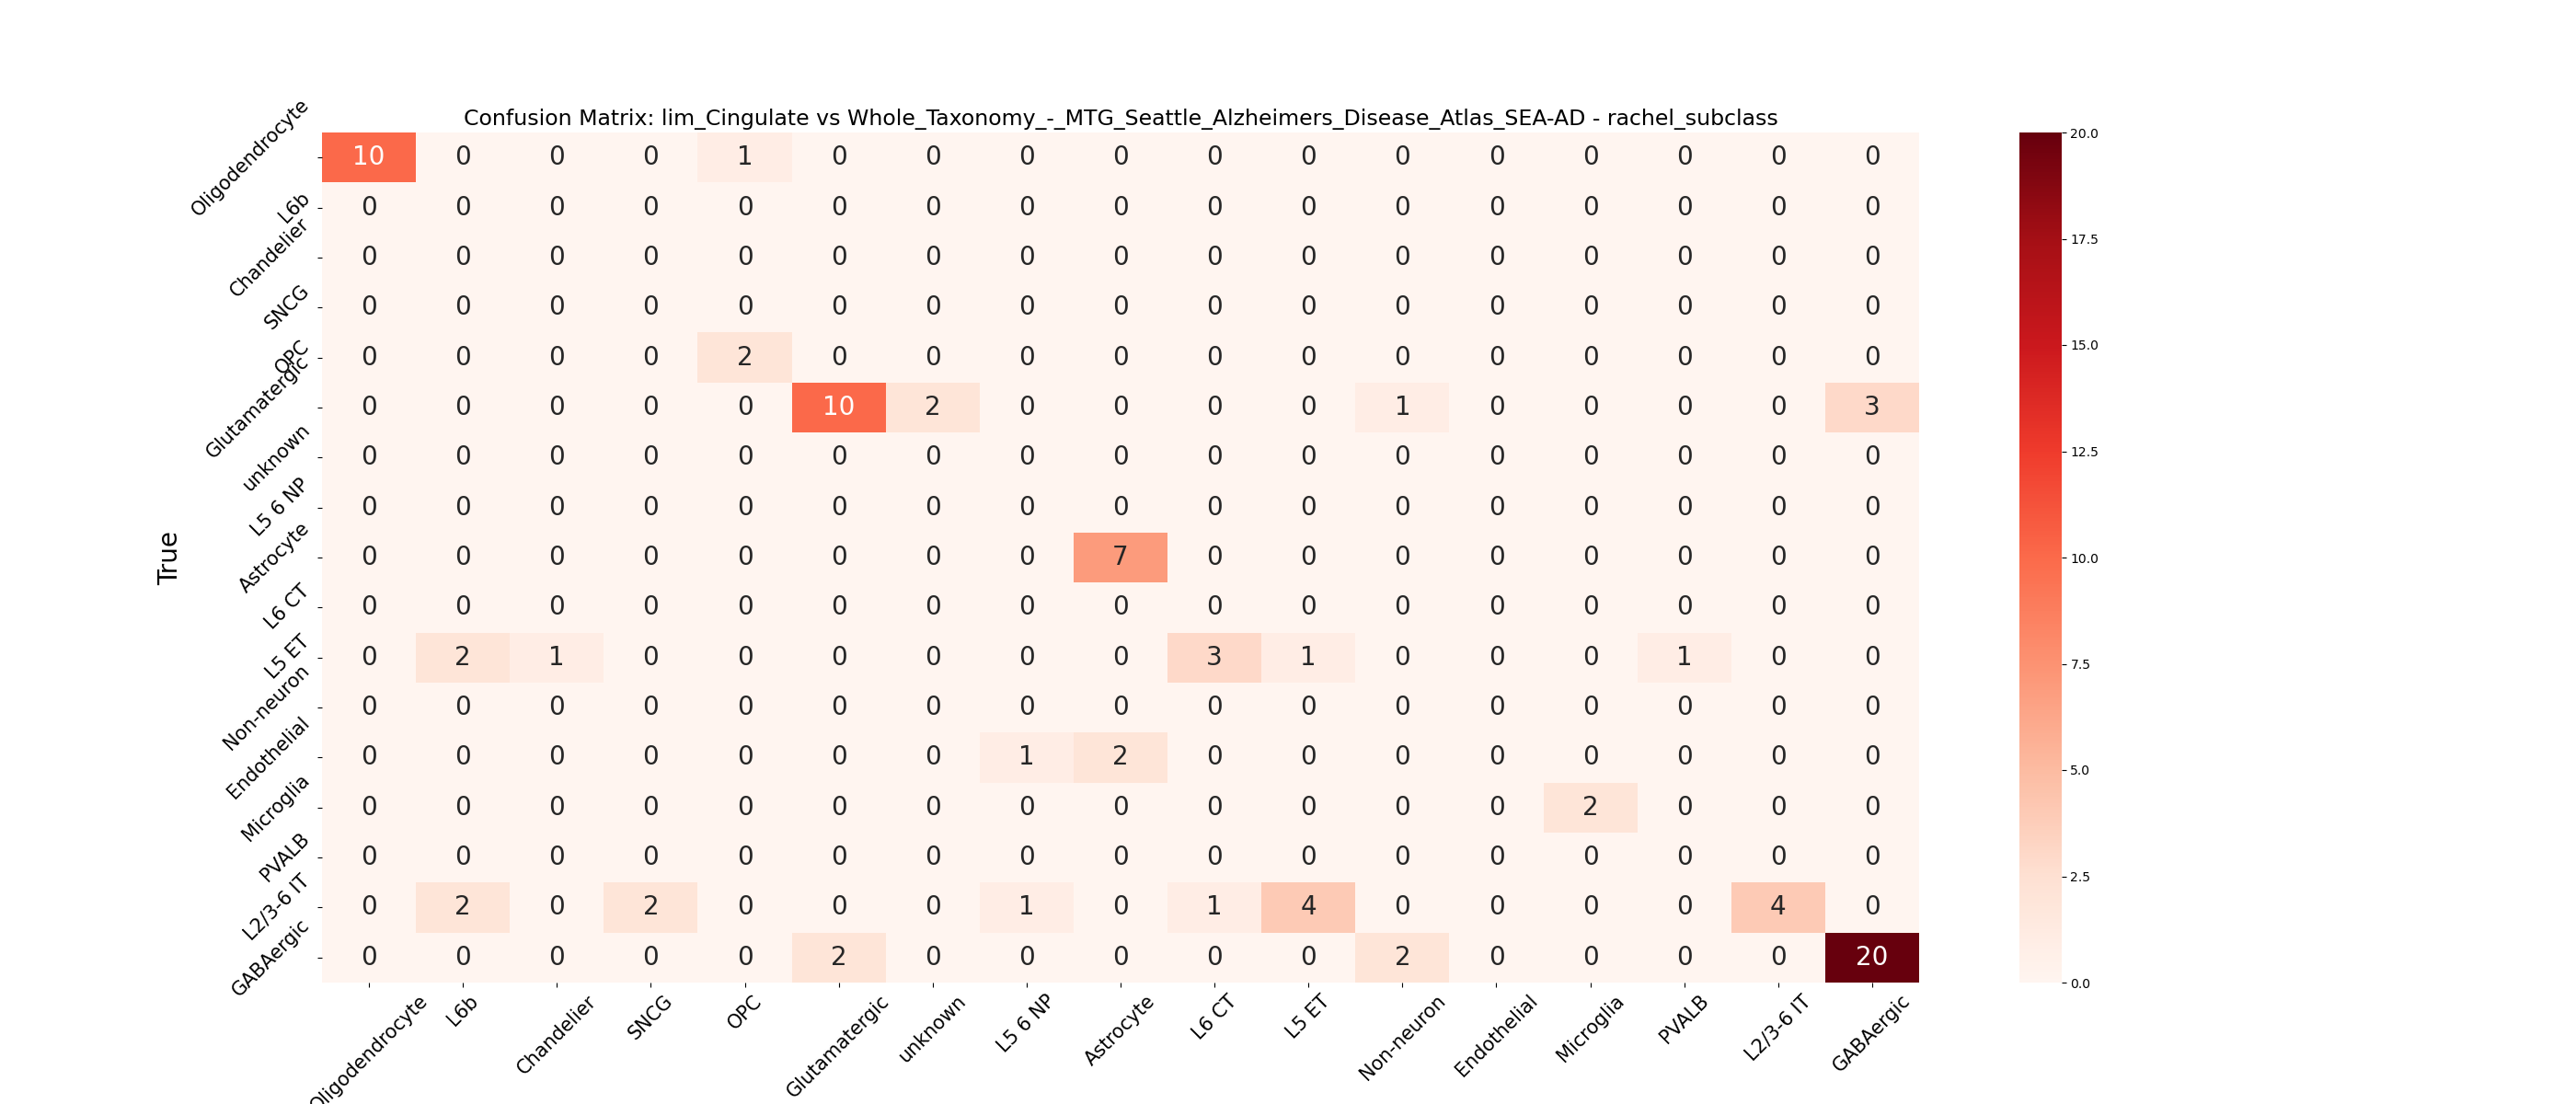 Confusion Matrix: lim_Cingulate vs Whole_Taxonomy_-_MTG_Seattle_Alzheimers_Disease_Atlas_SEA-AD - rachel_subclass
True
Oligodendrocyte 10 0 0 0 1 0 0 0 0 0 0 0 0 0 0 0 0
L6b 0 0 0 0 0 0 0 0 0 0 0 0 0 0 0 0 0
Chandelier 0 0 0 0 0 0 0 0 0 0 0 0 0 0 0 0 0
SNCG 0 0 0 0 0 0 0 0 0 0 0 0 0 0 0 0 0
OPC 0 0 0 0 2 0 0 0 0 0 0 0 0 0 0 0 0
Glutamatergic 0 0 0 0 0 10 2 0 0 0 0 1 0 0 0 0 3
unknown 0 0 0 0 0 0 0 0 0 0 0 0 0 0 0 0 0
L5 6 NP 0 0 0 0 0 0 0 0 0 0 0 0 0 0 0 0 0
Astrocyte 0 0 0 0 0 0 0 0 7 0 0 0 0 0 0 0 0
L6 CT 0 0 0 0 0 0 0 0 0 0 0 0 0 0 0 0 0
L5 ET 0 2 1 0 0 0 0 0 0 3 1 0 0 0 1 0 0
Non-neuron 0 0 0 0 0 0 0 0 0 0 0 0 0 0 0 0 0
Endothelial 0 0 0 0 0 0 0 1 2 0 0 0 0 0 0 0 0
Microglia 0 0 0 0 0 0 0 0 0 0 0 0 0 2 0 0 0
PVALB 0 0 0 0 0 0 0 0 0 0 0 0 0 0 0 0 0
L2/3-6 IT 0 2 0 2 0 0 0 1 0 1 4 0 0 0 0 4 0
GABAergic 0 0 0 0 0 2 0 0 0 0 0 2 0 0 0 0 20
Oligodendrocyte L6b Chandelier SNCG OPC Glutamatergic unknown L5 6 NP Astrocyte L6 CT L5 ET Non-neuron Endothelial Microglia PVALB L2/3-6 IT GABAergic
20.0
17.5
15.0
12.5
10.0
7.5
5.0
2.5
0.0